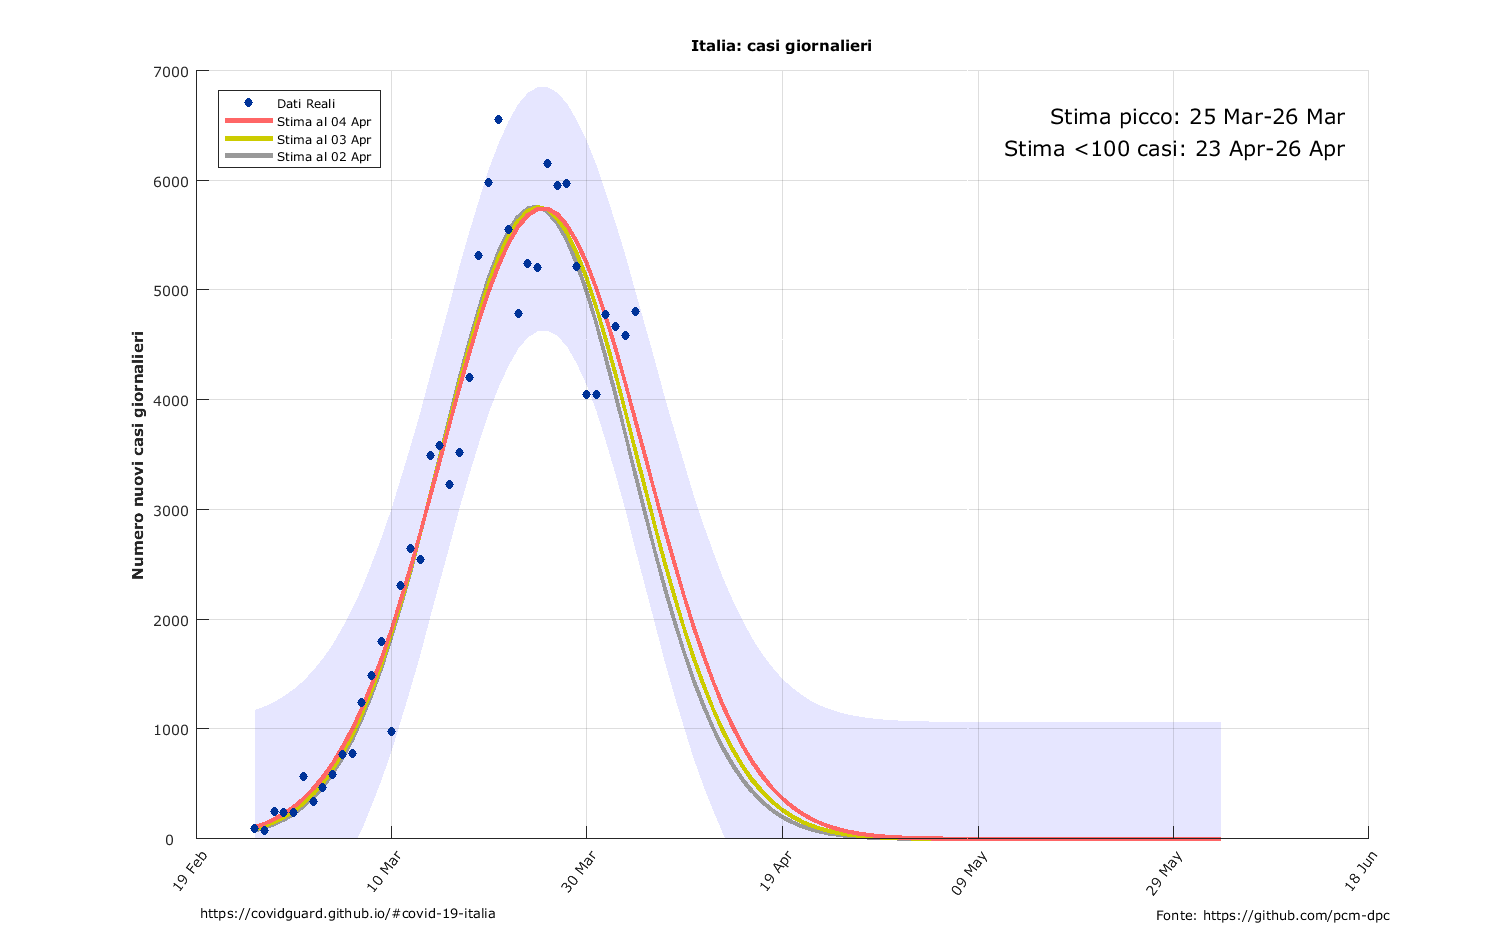 Italia: casi giornalieri
Dati Reali
Stima al 04 Apr
Stima al 03 Apr
Stima al 02 Apr
Stima picco: 25 Mar-26 Mar
Stima <100 casi: 23 Apr-26 Apr
Numero nuovi casi giornalieri
7000
6000
5000
4000
3000
2000
1000
0
19 Feb
10 Mar
30 Mar
19 Apr
09 May
29 May
18 Jun
https://covidguard.github.io/#covid-19-italia
Fonte: https://github.com/pcm-dpc